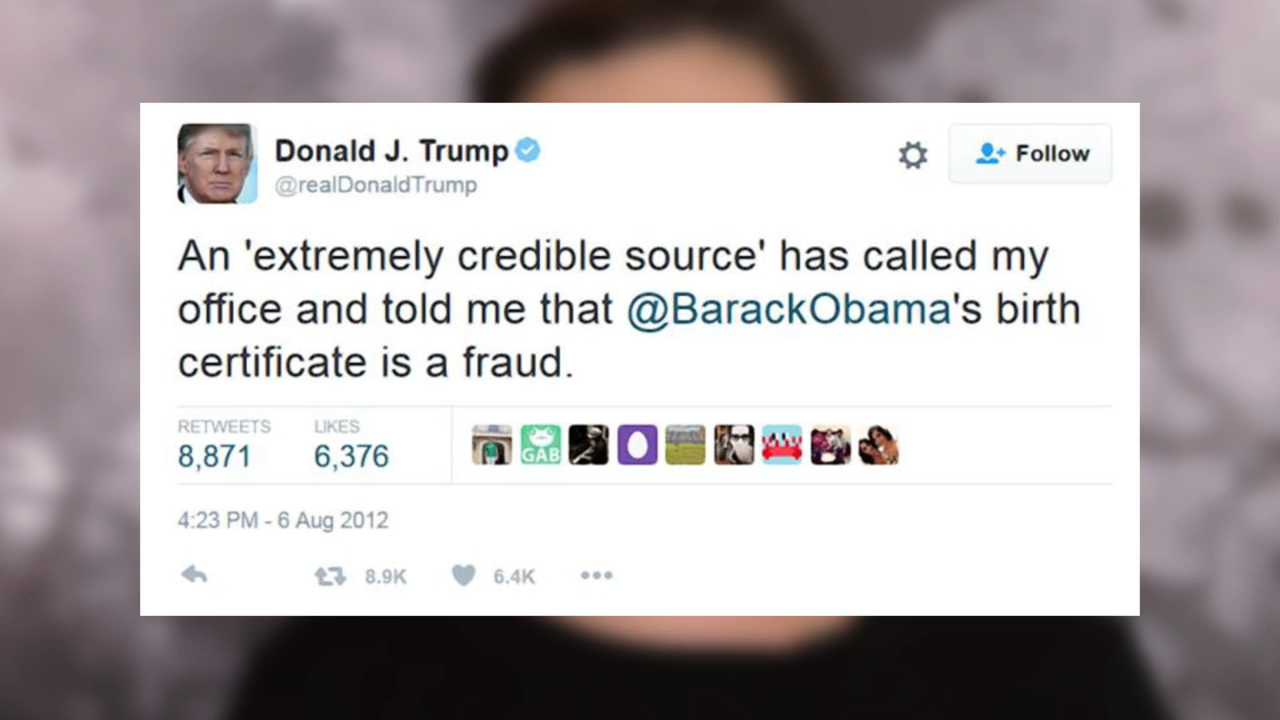 Donald J. Trump
@realDonaldTrump
Follow
An 'extremely credible source' has called my
office and told me that @BarackObama's birth
certificate is a fraud.
RETWEETS LIKES
8,871 6,376
GAB
4:23 PM - 6 Aug 2012
8.9K 6.4K